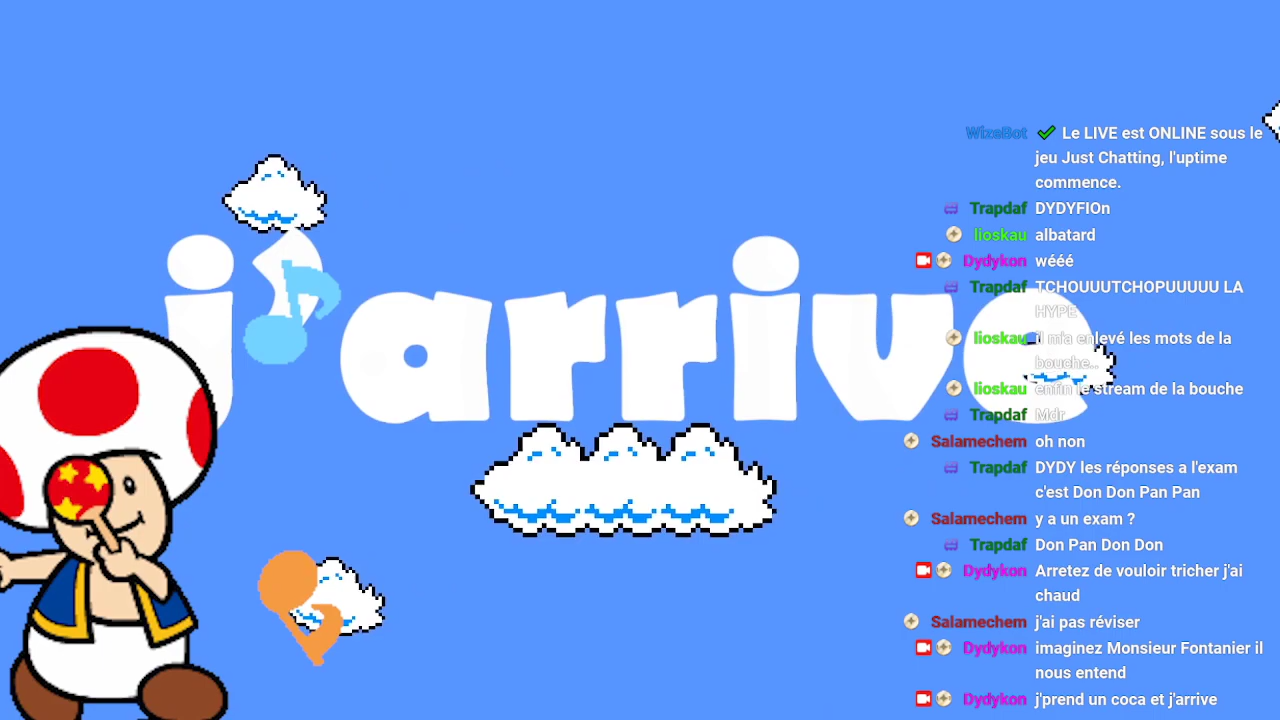 j'arrive
WizeBot ✔ Le LIVE est ONLINE sous le
jeu Just Chatting, l'uptime
commence.
Trapdaf DYDYFIOn
lioskau albatard
Dydykon wééé
Trapdaf TCHOUUUTCHOPUUUUU LA
HYPE
lioskau il m'a enlevé les mots de la
bouche..
lioskau enfin le stream de la bouche
Trapdaf Mdr
Salamechem oh non
Trapdaf DYDY les réponses a l'exam
c'est Don Don Pan Pan
Salamechem y a un exam ?
Trapdaf Don Pan Don Don
Dydykon Arretez de vouloir tricher j'ai
chaud
Salamechem j'ai pas réviser
Dydykon imaginez Monsieur Fontanier il
nous entend
Dydykon j'prend un coca et j'arrive